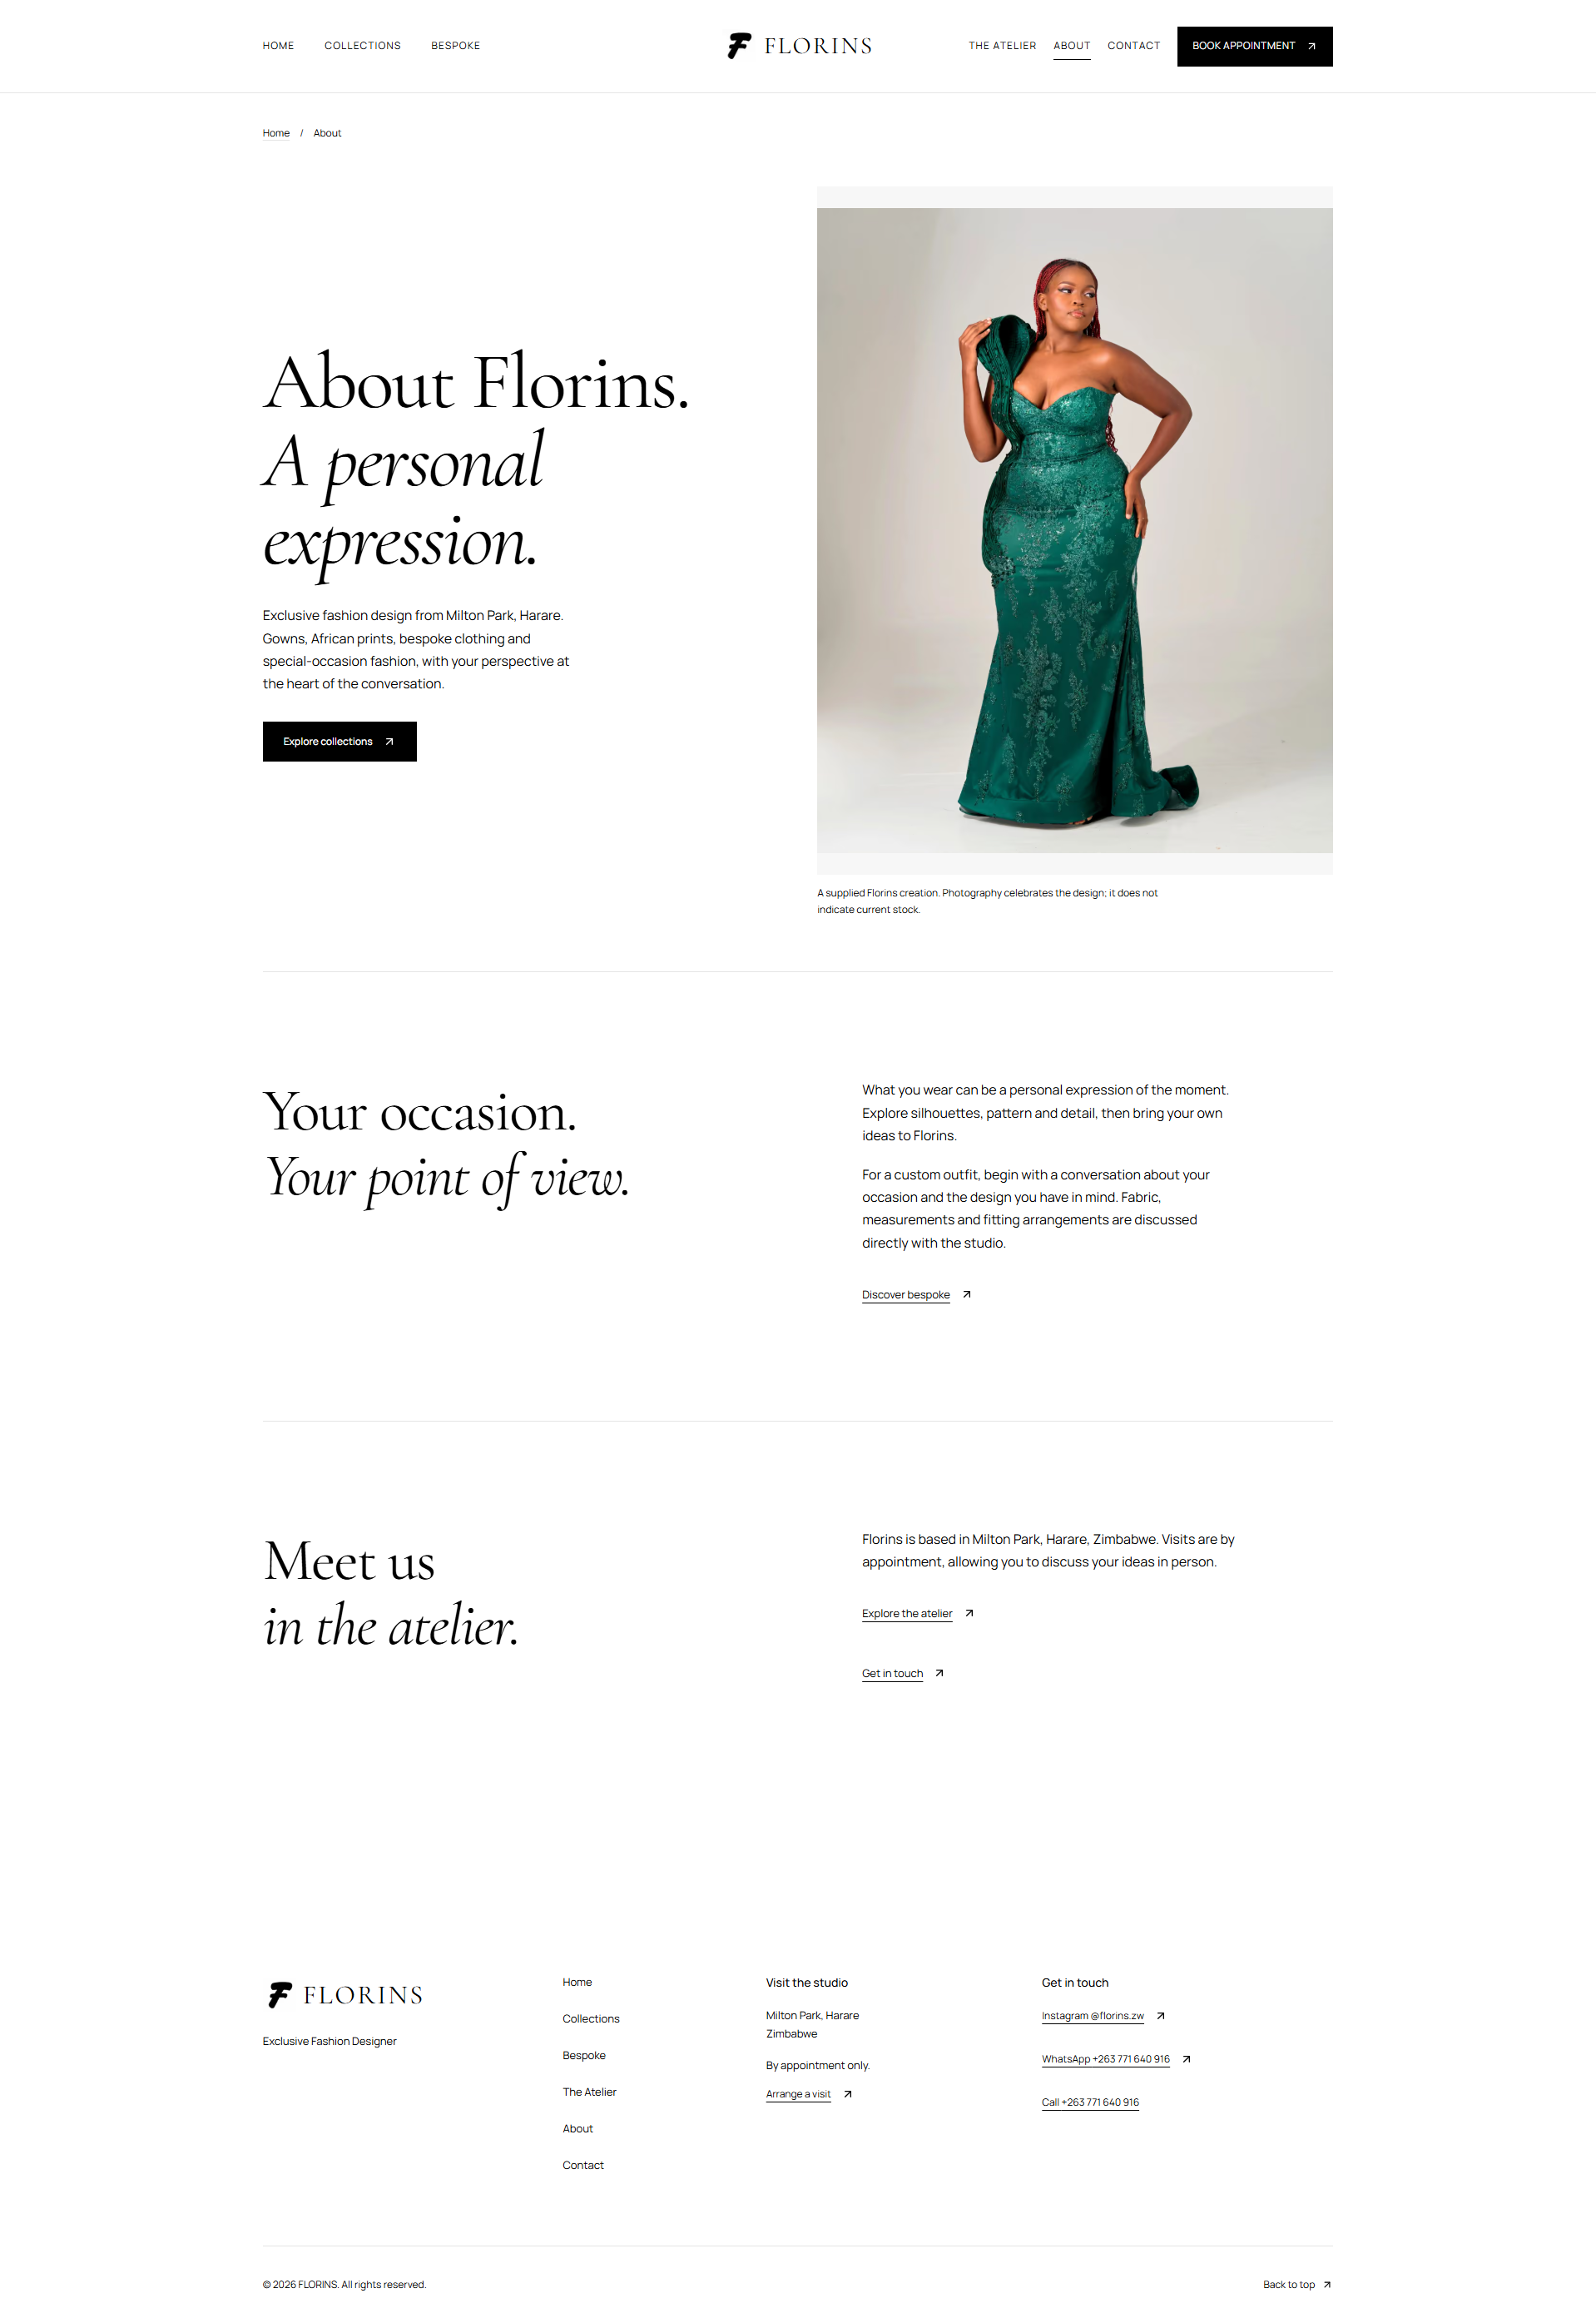 HOME COLLECTIONS BESPOKE F FLORINS THE ATELIER ABOUT CONTACT BOOK APPOINTMENT
Home / About
About Florins.
A personal
expression.
Exclusive fashion design from Milton Park, Harare.
Gowns, African prints, bespoke clothing and
special-occasion fashion, with your perspective at
the heart of the conversation.
Explore collections
A supplied Florins creation. Photography celebrates the design; it does not
indicate current stock.
Your occasion.
Your point of view.
What you wear can be a personal expression of the moment.
Explore silhouettes, pattern and detail, then bring your own
ideas to Florins.
For a custom outfit, begin with a conversation about your
occasion and the design you have in mind. Fabric,
measurements and fitting arrangements are discussed
directly with the studio.
Discover bespoke
Meet us
in the atelier.
Florins is based in Milton Park, Harare, Zimbabwe. Visits are by
appointment, allowing you to discuss your ideas in person.
Explore the atelier
Get in touch
F FLORINS
Exclusive Fashion Designer
Home
Collections
Bespoke
The Atelier
About
Contact
Visit the studio
Milton Park, Harare
Zimbabwe
By appointment only.
Arrange a visit
Get in touch
Instagram @florins.zw
WhatsApp +263 771 640 916
Call +263 771 640 916
© 2026 FLORINS. All rights reserved.
Back to top